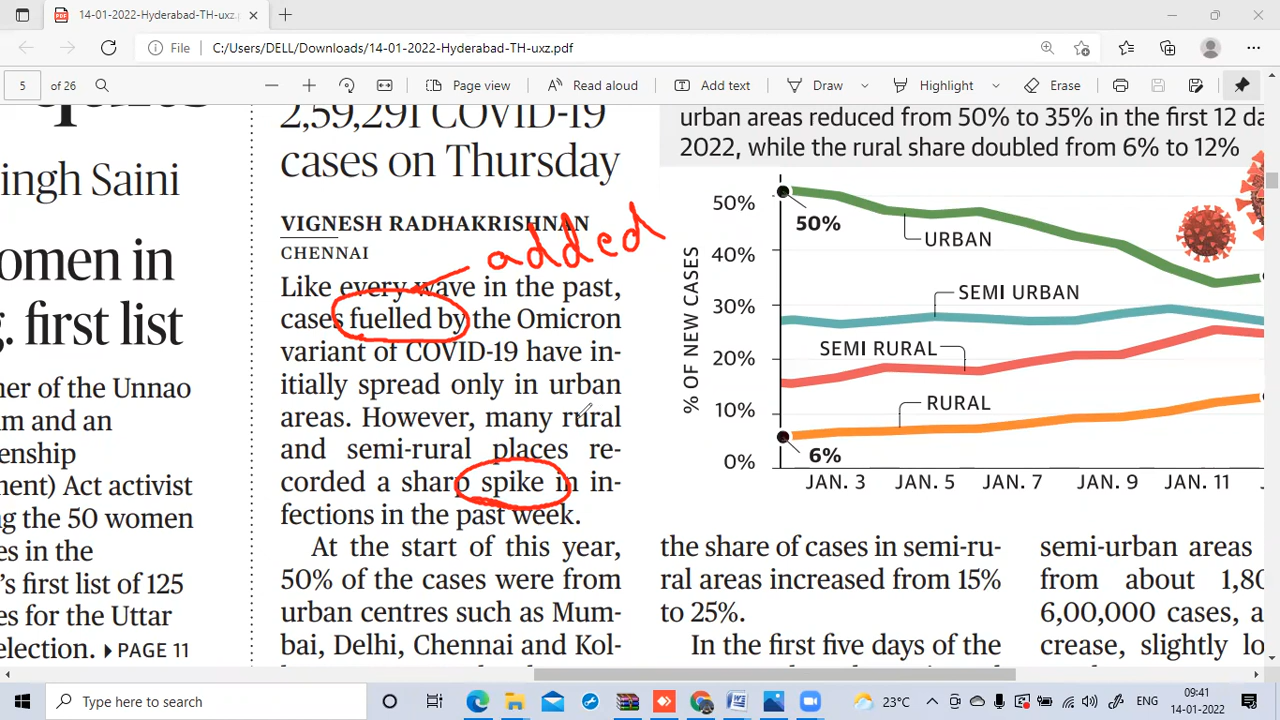 14-01-2022-Hyderabad-TH-uxz.p
File
C:/Users/DELL/Downloads/14-01-2022-Hyderabad-TH-uxz.pdf
5 of 26
Page view
Read aloud
Add text
Draw
Highlight
Erase
ingh Saini
omen in
g. first list
ner of the Unnao
m and an
enship
ment) Act activist
ng the 50 women
es in the
's first list of 125
es for the Uttar
election. PAGE 11
2,59,291 COVID-19
cases on Thursday
VIGNESH RADHAKRISHNAN
CHENNAI
added
Like every wave in the past,
cases fuelled by the Omicron
variant of COVID-19 have in-
itially spread only in urban
areas. However, many rural
and semi-rural places re-
corded a sharp spike in in-
fections in the past week.
At the start of this year,
50% of the cases were from
urban centres such as Mum-
bai, Delhi, Chennai and Kol-
urban areas reduced from 50% to 35% in the first 12 da
2022, while the rural share doubled from 6% to 12%
% OF NEW CASES
50%
40%
30%
20%
10%
0%
50%
URBAN
SEMI URBAN
SEMI RURAL
RURAL
6%
JAN. 3 JAN. 5 JAN. 7 JAN. 9 JAN. 11 J
the share of cases in semi-ru-
ral areas increased from 15%
to 25%.
In the first five days of the
semi-urban areas
from about 1,80
6,00,000 cases, a
crease, slightly lo
Type here to search
23°C
ENG
09:41
14-01-2022